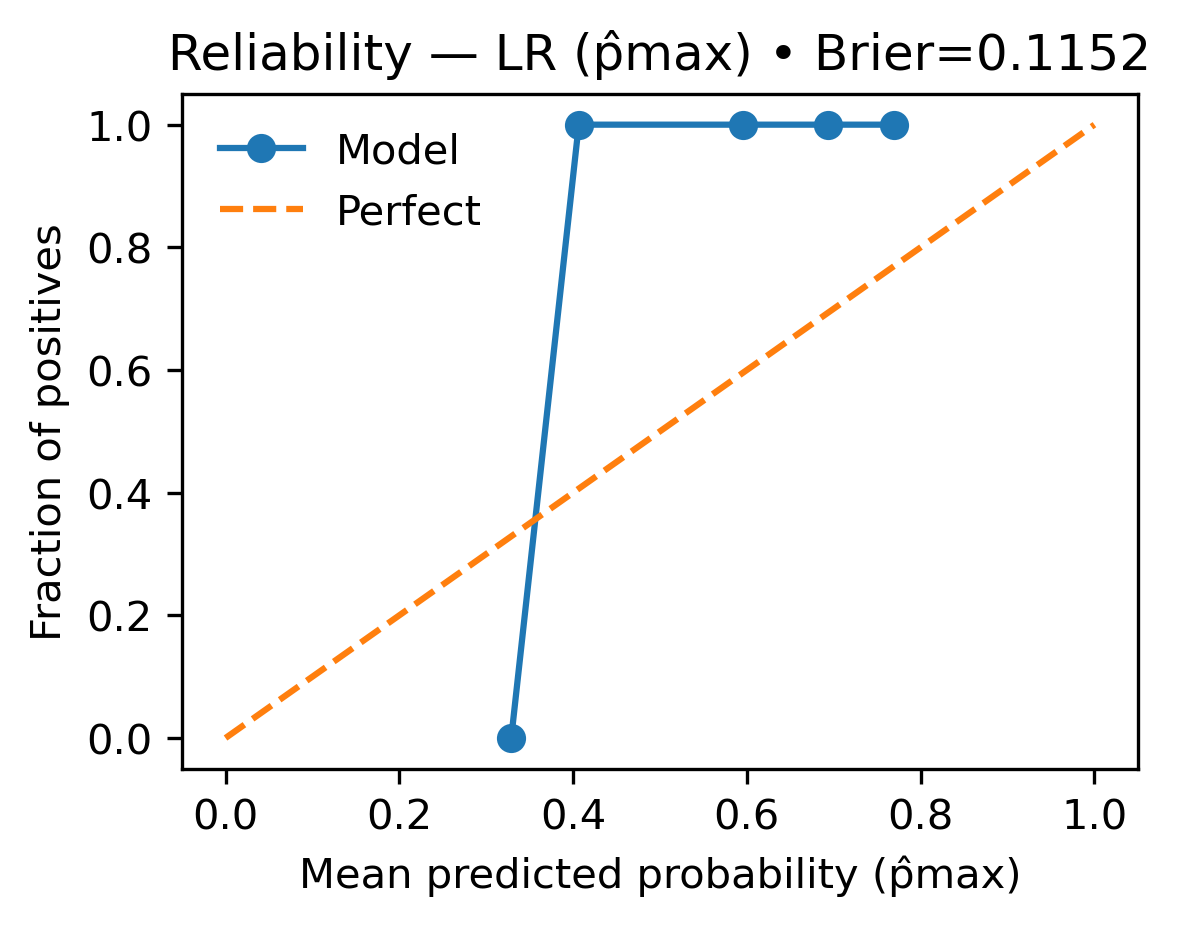 Reliability — LR (p̂max) • Brier=0.1152
1.0
0.8
0.6
0.4
0.2
0.0
Fraction of positives
Model
Perfect
0.0 0.2 0.4 0.6 0.8 1.0
Mean predicted probability (p̂max)